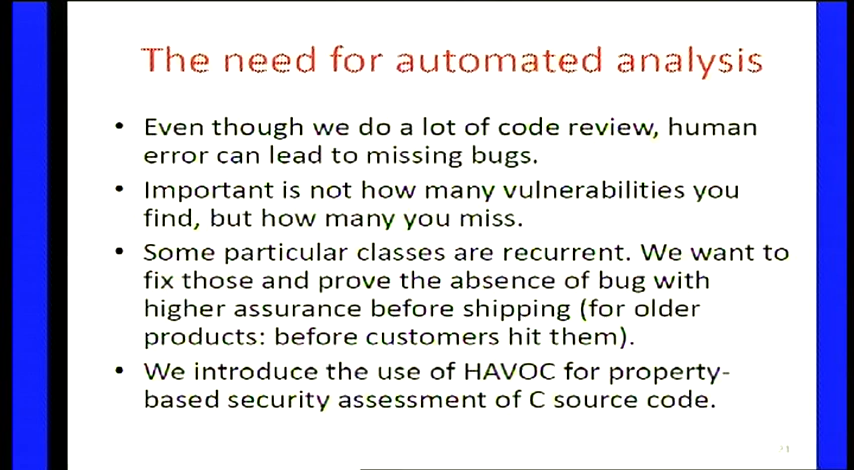 The need for automated analysis
• Even though we do a lot of code review, human
error can lead to missing bugs.
• Important is not how many vulnerabilities you
find, but how many you miss.
• Some particular classes are recurrent. We want to
fix those and prove the absence of bug with
higher assurance before shipping (for older
products: before customers hit them).
• We introduce the use of HAVOC for property-
based security assessment of C source code.